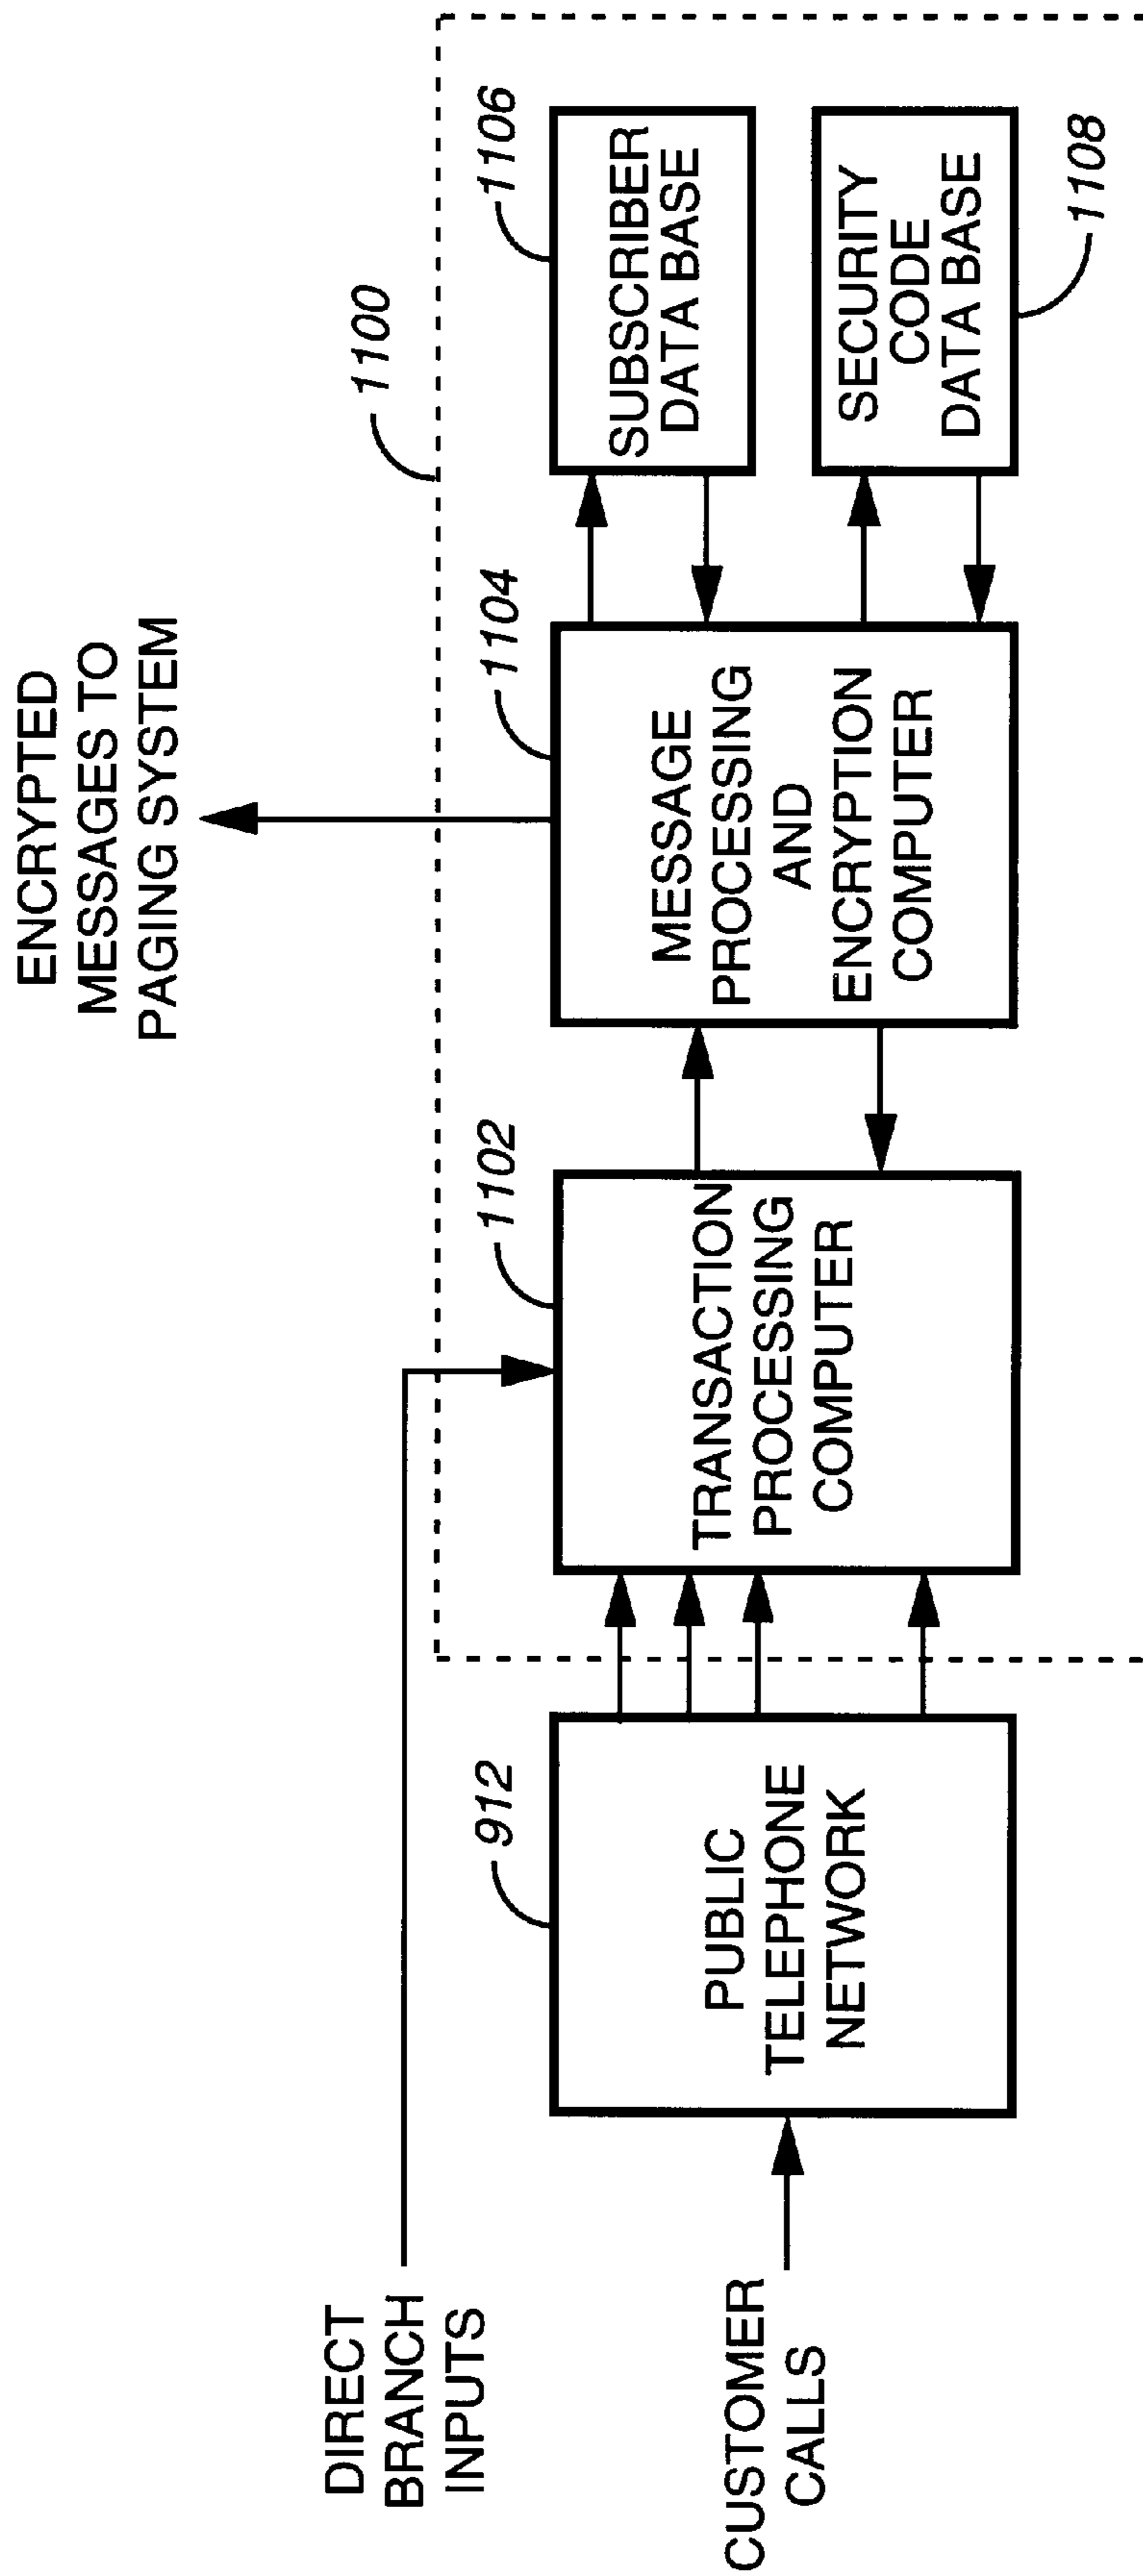 ENCRYPTED
MESSAGES TO
PAGING SYSTEM
1100
DIRECT
BRANCH
INPUTS
CUSTOMER
CALLS
912
PUBLIC
TELEPHONE
NETWORK
1102
TRANSACTION
PROCESSING
COMPUTER
1104
MESSAGE
PROCESSING
AND
ENCRYPTION
COMPUTER
1106
SUBSCRIBER
DATA BASE
SECURITY
CODE
DATA BASE
1108